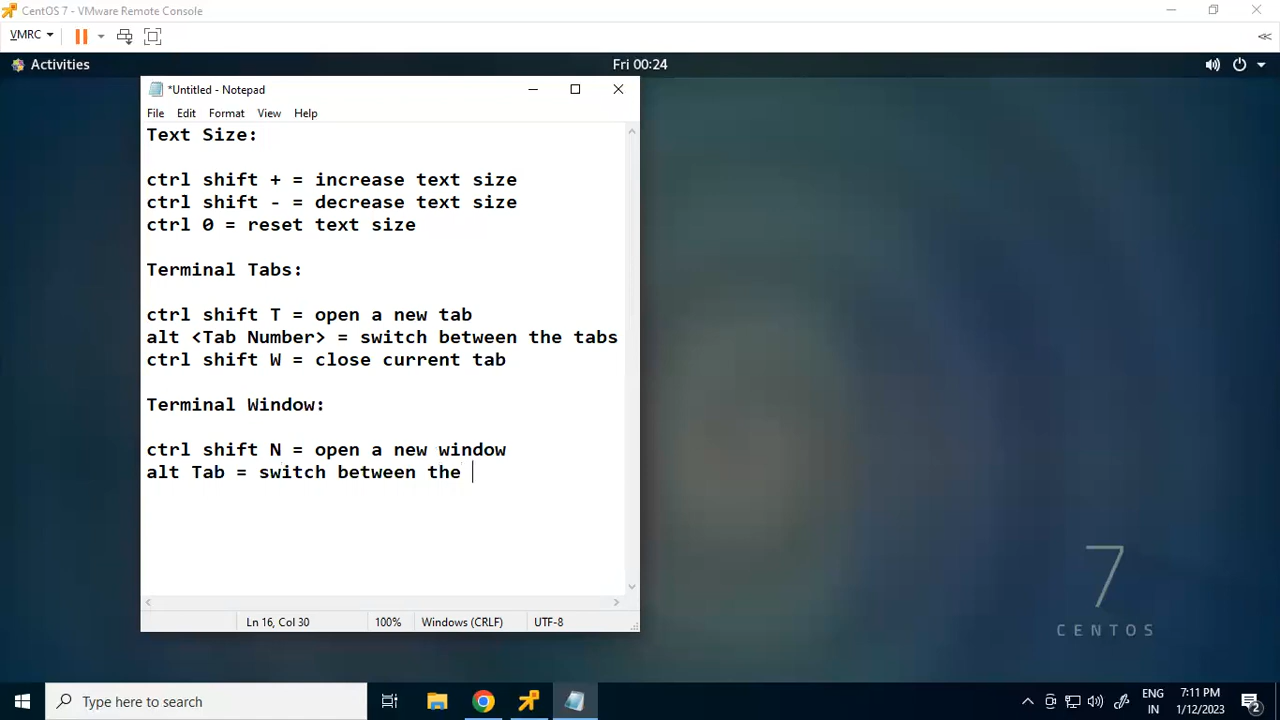 CentOS 7 - VMware Remote Console
VMRC
Activities
Fri 00:24
*Untitled - Notepad
File Edit Format View Help
Text Size:
ctrl shift + = increase text size
ctrl shift - = decrease text size
ctrl 0 = reset text size
Terminal Tabs:
ctrl shift T = open a new tab
alt <Tab Number> = switch between the tabs
ctrl shift W = close current tab
Terminal Window:
ctrl shift N = open a new window
alt Tab = switch between the
Ln 16, Col 30 100% Windows (CRLF) UTF-8
7
CENTOS
Type here to search
ENG
IN
7:11 PM
1/12/2023
2